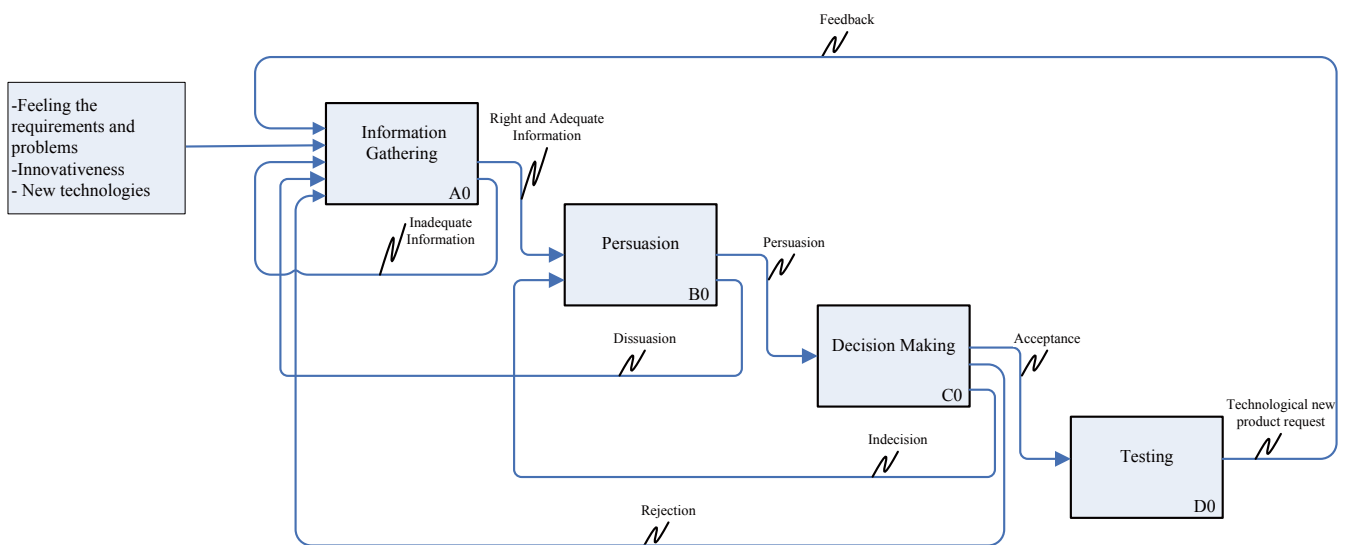 Feedback
-Feeling the
requirements and
problems
-Innovativeness
- New technologies
Information
Gathering
A0
Right and Adequate
Information
Inadequate
Information
Persuasion
B0
Persuasion
Dissuasion
Decision Making
C0
Acceptance
Indecision
Rejection
Testing
D0
Technological new
product request